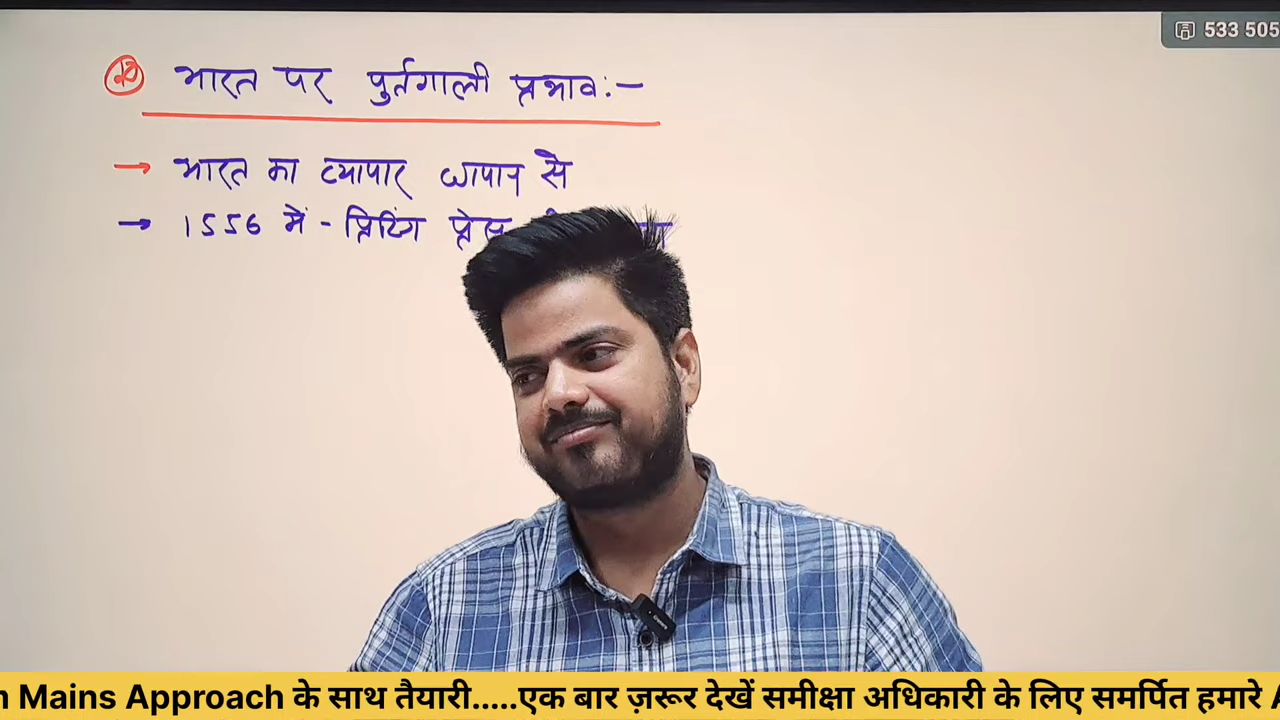 533 505
भारत पर पुर्तगाली प्रभाव:-
→ भारत का व्यापार जापान से
→ 1556 में - प्रिटिंग प्रेस
n Mains Approach के साथ तैयारी.....एक बार ज़रूर देखें समीक्षा अधिकारी के लिए समर्पित हमारे A